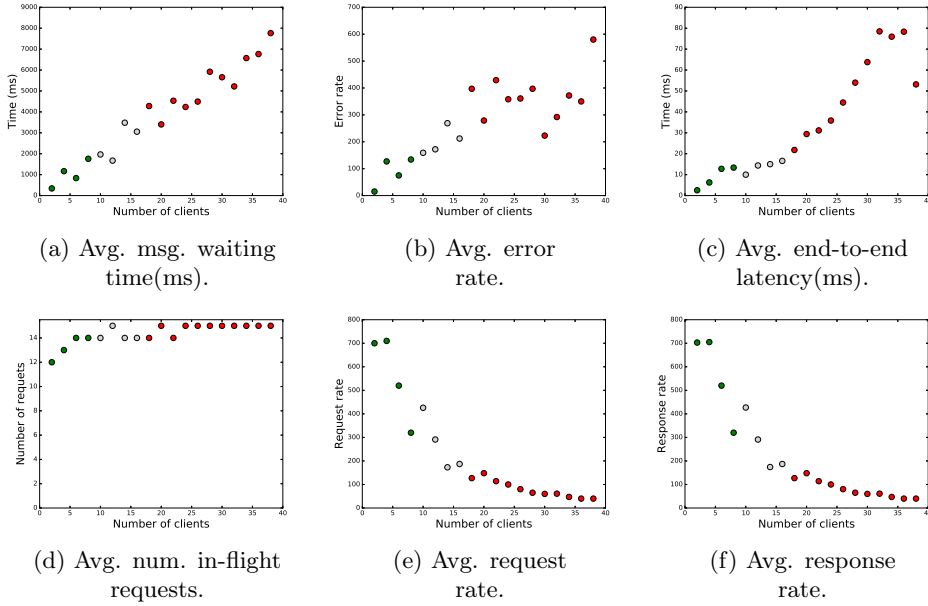 9000
8000
7000
6000
5000
4000
3000
2000
1000
0
Time (ms)
0 5 10 15 20 25 30 35 40
Number of clients
(a) Avg. msg. waiting
time(ms).
700
600
500
400
300
200
100
0
Error rate
0 5 10 15 20 25 30 35 40
Number of clients
(b) Avg. error
rate.
90
80
70
60
50
40
30
20
10
0
Time (ms)
0 5 10 15 20 25 30 35 40
Number of clients
(c) Avg. end-to-end
latency(ms).
14
12
10
8
6
4
2
0
Number of requets
0 5 10 15 20 25 30 35 40
Number of clients
(d) Avg. num. in-flight
requests.
800
700
600
500
400
300
200
100
0
Request rate
0 5 10 15 20 25 30 35 40
Number of clients
(e) Avg. request
rate.
800
700
600
500
400
300
200
100
0
Response rate
0 5 10 15 20 25 30 35 40
Number of clients
(f) Avg. response
rate.